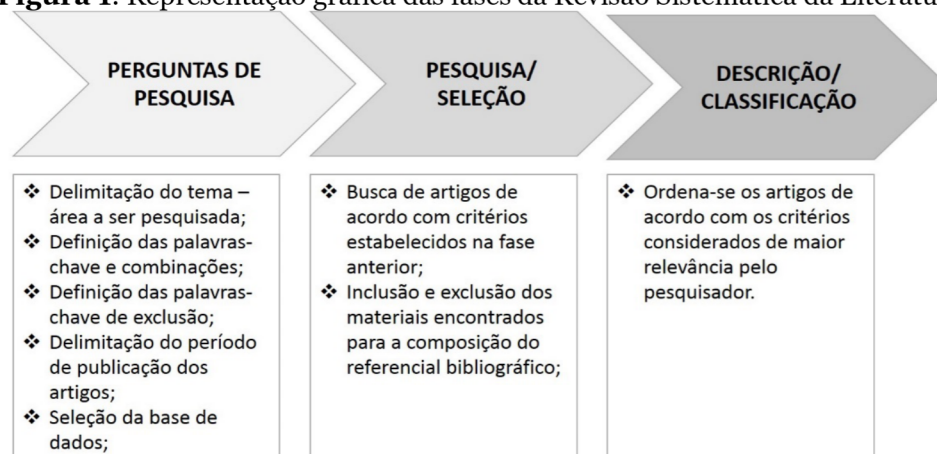 Figura 1. Representação gráfica das fases da Revisão Sistemática da Literatu
PERGUNTAS DE
PESQUISA
PESQUISA/
SELEÇÃO
DESCRIÇÃO/
CLASSIFICAÇÃO
❖ Delimitação do tema –
área a ser pesquisada;
❖ Definição das palavras-
chave e combinações;
❖ Definição das palavras-
chave de exclusão;
❖ Delimitação do período
de publicação dos
artigos;
❖ Seleção da base de
dados;
❖ Busca de artigos de
acordo com critérios
estabelecidos na fase
anterior;
❖ Inclusão e exclusão dos
materiais encontrados
para a composição do
referencial bibliográfico;
❖ Ordena-se os artigos de
acordo com os critérios
considerados de maior
relevância pelo
pesquisador.